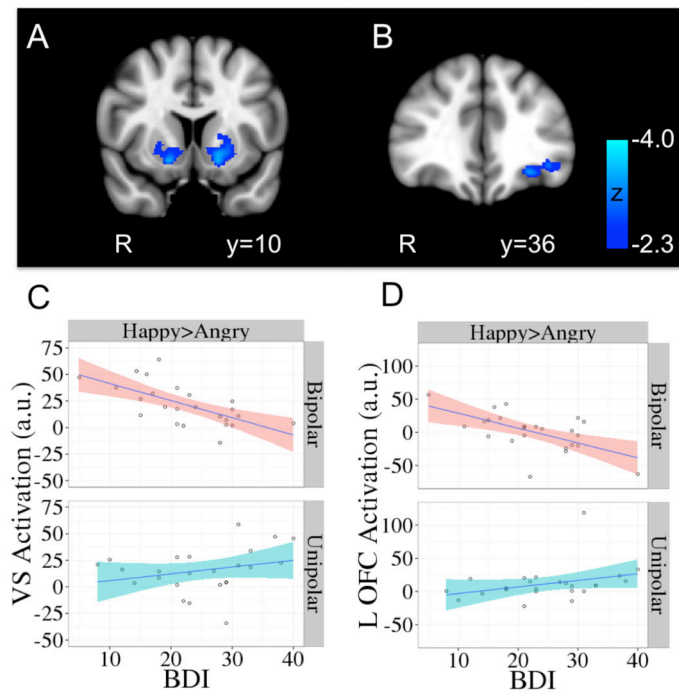 A
B
-4.0
z
-2.3
R
y=10
R
y=36
C
D
Happy>Angry
Happy>Angry
75
50
25
0
-25
-50
Bipolar
100
50
0
-50
Bipolar
VS Activation (a.u.)
L OFC Activation (a.u.)
75
50
25
0
-25
-50
Unipolar
100
50
0
-50
Unipolar
10
20
30
40
10
20
30
40
BDI
BDI